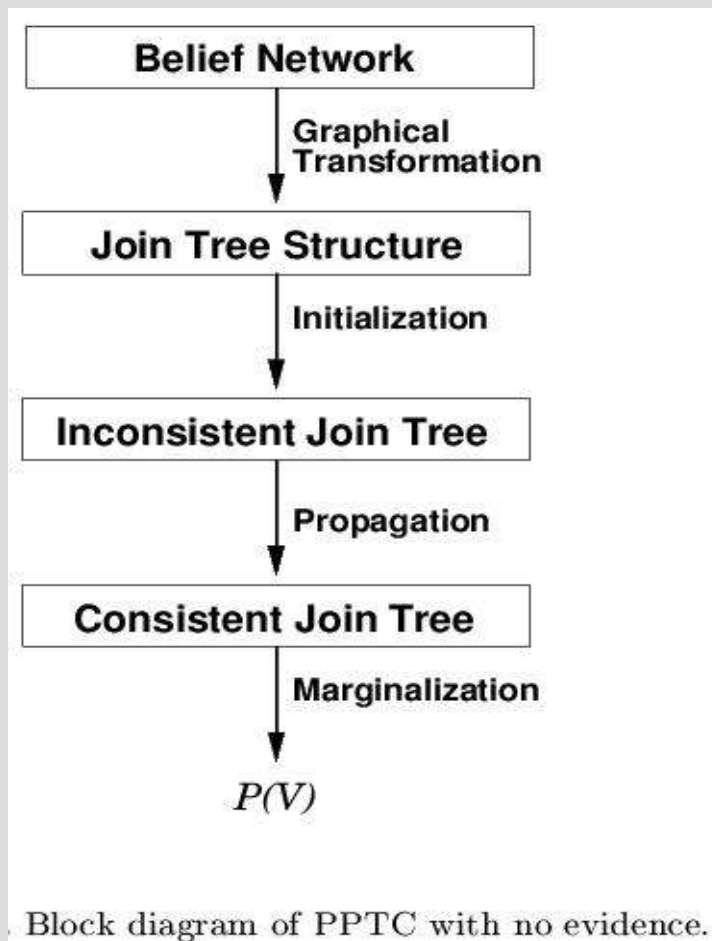 Belief Network
Graphical
Transformation
Join Tree Structure
Initialization
Inconsistent Join Tree
Propagation
Consistent Join Tree
Marginalization
P(V)
. Block diagram of PPTC with no evidence.